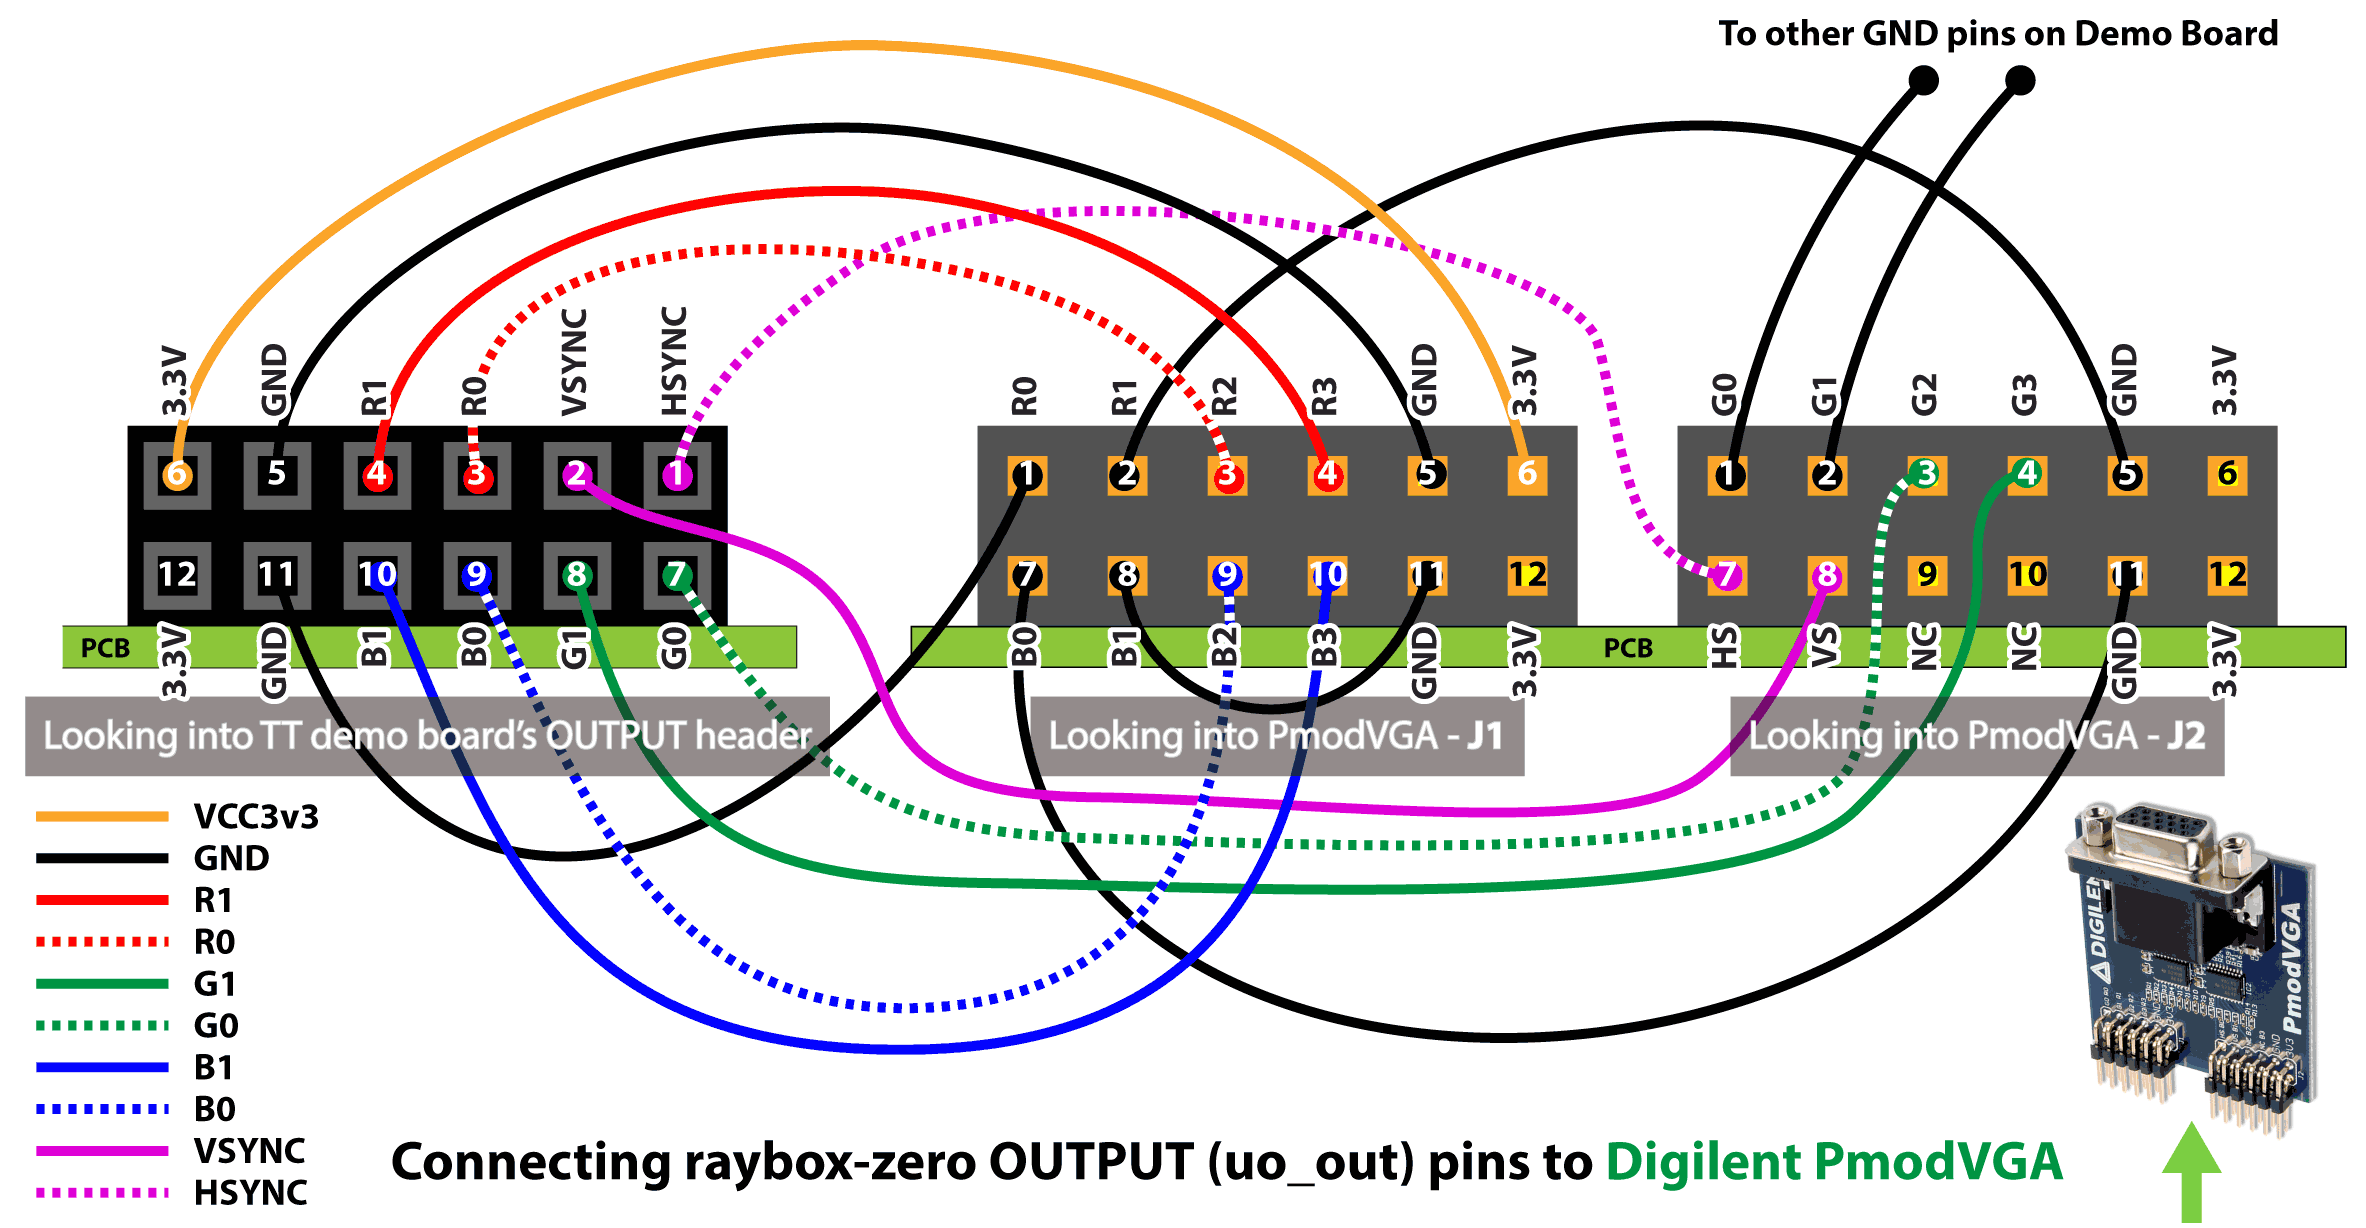 To other GND pins on Demo Board
3.3V GND R1 R0 VSYNC HSYNC
R0 R1 R2 R3 GND 3.3V
G0 G1 G2 G3 GND 3.3V
6 5 4 3 2 1
1 2 3 4 5 6
1 2 3 4 5 6
12 11 10 9 8 7
7 8 9 10 11 12
7 8 9 10 11 12
PCB 3.3V GND B1 B0 G1 G0
B0 B1 B2 B3 GND 3.3V
PCB
HS VS NC NC GND 3.3V
Looking into TT demo board's OUTPUT header
Looking into PmodVGA - J1
Looking into PmodVGA - J2
VCC3v3
GND
R1
R0
G1
G0
B1
B0
VSYNC
HSYNC
DIGILEN
PmodVGA
Connecting raybox-zero OUTPUT (uo_out) pins to Digilent PmodVGA